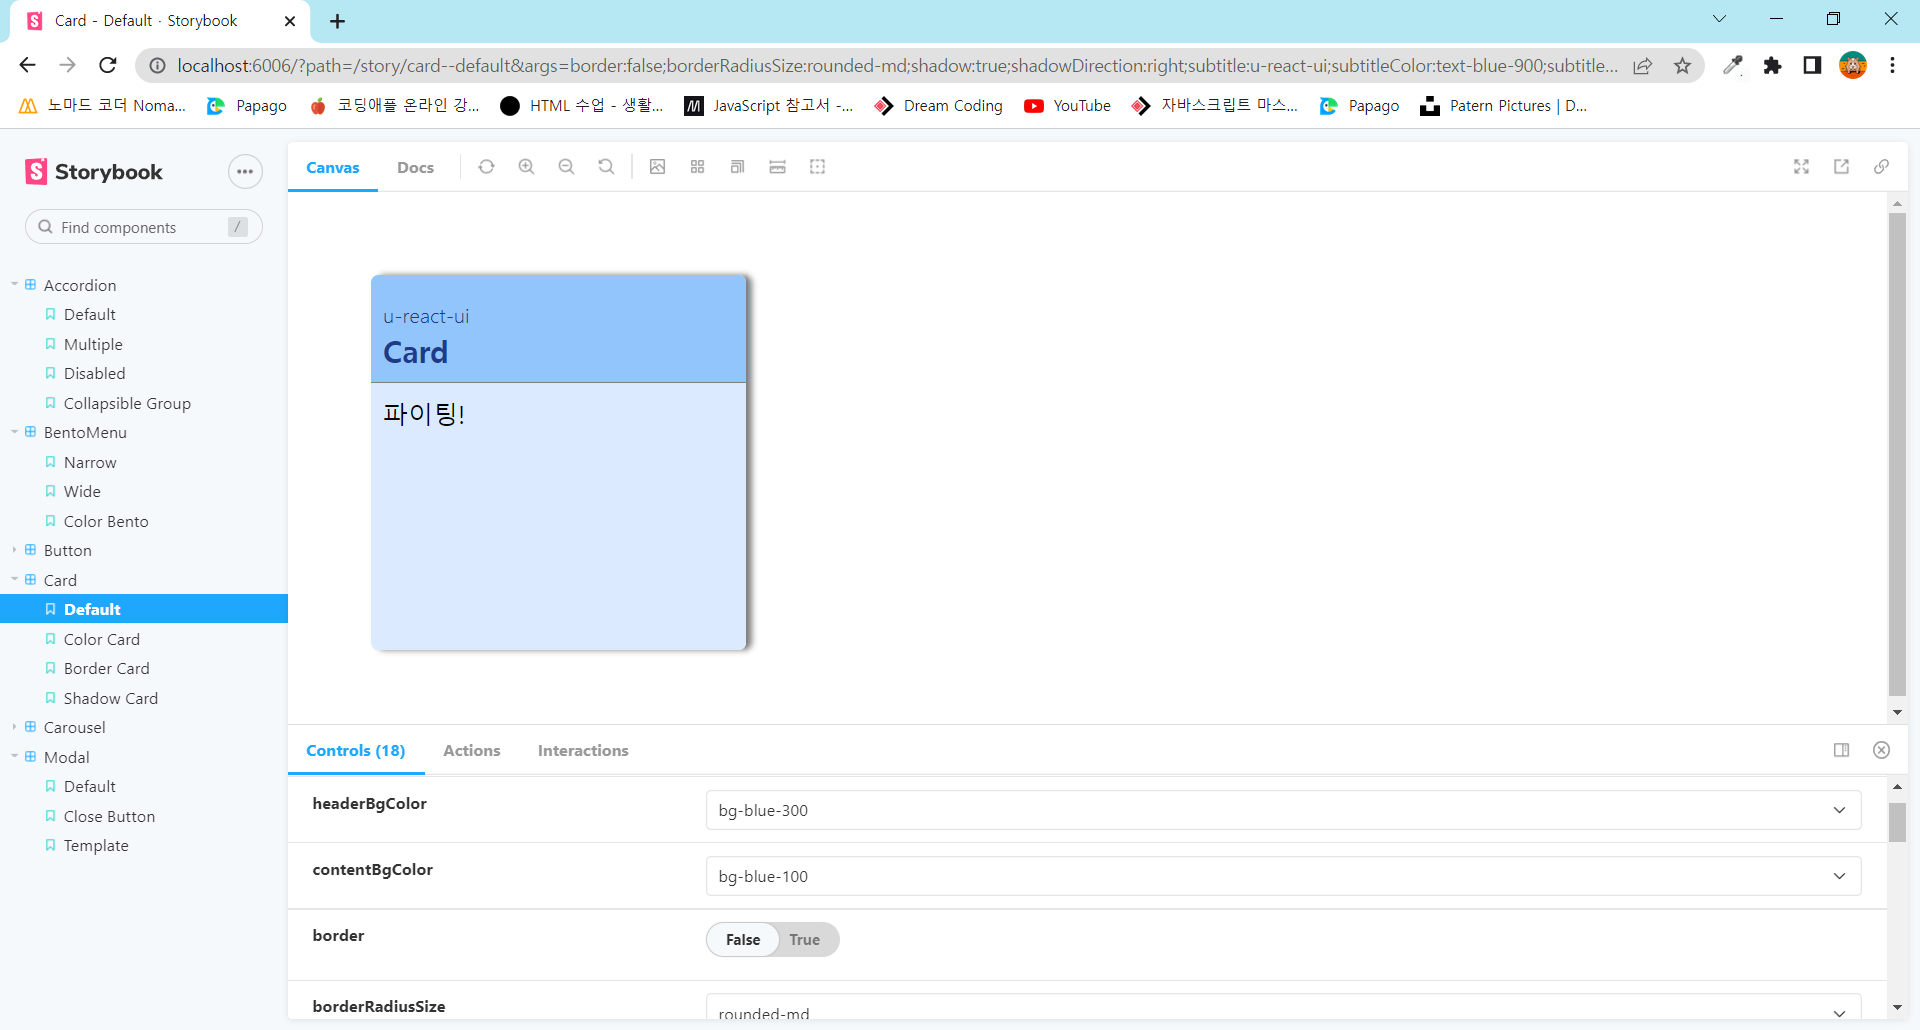 Card - Default · Storybook
localhost:6006/?path=/story/card--default&args=border:false;borderRadiusSize:rounded-md;shadow:true;shadowDirection:right;subtitle:u-react-ui;subtitleColor:text-blue-900;subtitle...
노마드 코더 Noma... Papago 코딩애플 온라인 강... HTML 수업 - 생활... JavaScript 참고서 -... Dream Coding YouTube 자바스크립트 마스... Papago Patern Pictures | D...
Storybook
Find components /
Accordion
Default
Multiple
Disabled
Collapsible Group
BentoMenu
Narrow
Wide
Color Bento
Button
Card
Default
Color Card
Border Card
Shadow Card
Carousel
Modal
Default
Close Button
Template
Canvas Docs
u-react-ui
Card
파이팅!
Controls (18) Actions Interactions
headerBgColor bg-blue-300
contentBgColor bg-blue-100
border False True
borderRadiusSize rounded-md